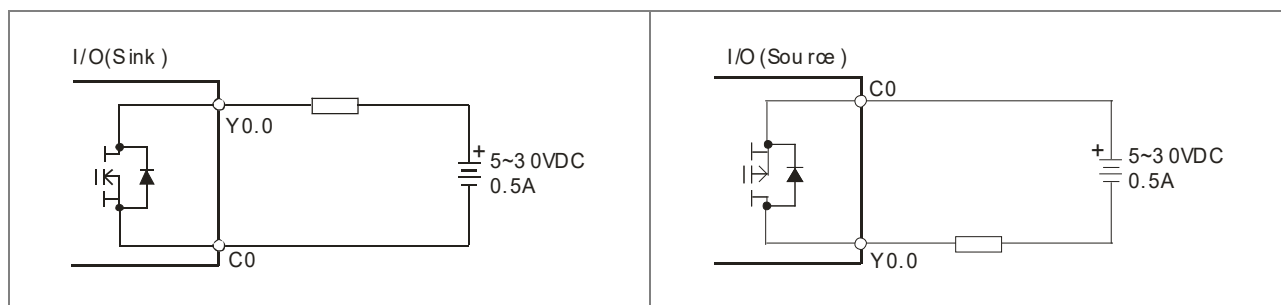 I/O(Sink)
Y0.0
+
5~30VDC
0.5A
C0
I/O(Source)
C0
+
5~30VDC
0.5A
Y0.0